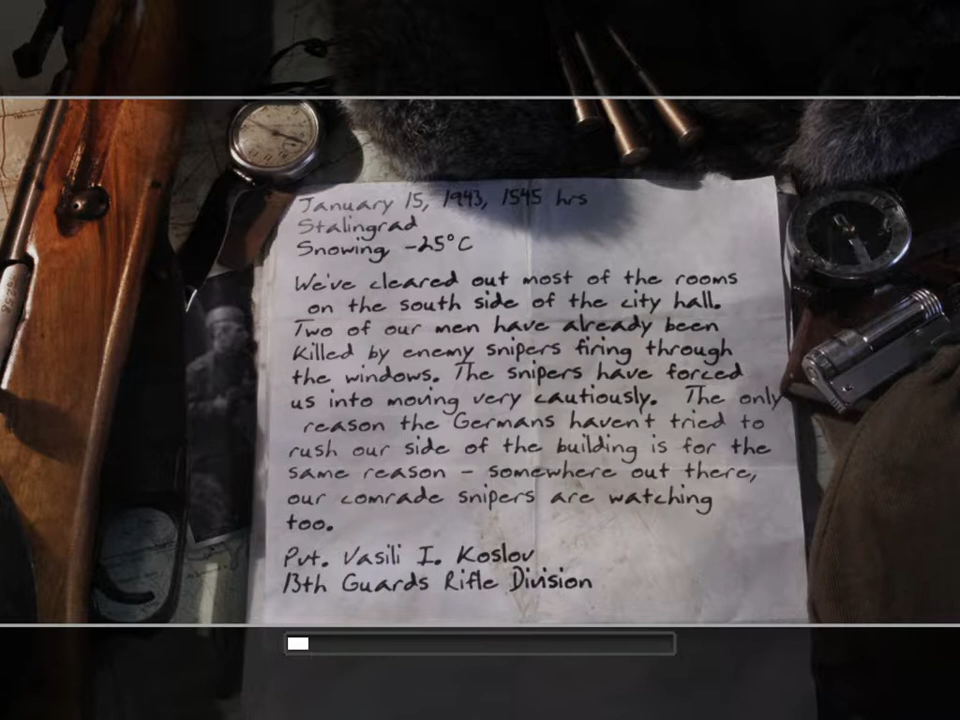 January 15, 1943, 1545 hrs
Stalingrad
Snowing, -25°C
We've cleared out most of the rooms
on the south side of the city hall.
Two of our men have already been
killed by enemy snipers firing through
the windows. The snipers have forced
us into moving very cautiously. The only
reason the Germans haven't tried to
rush our side of the building is for the
same reason - somewhere out there,
our comrade snipers are watching
too.
Pvt. Vasili I. Koslov
13th Guards Rifle Division